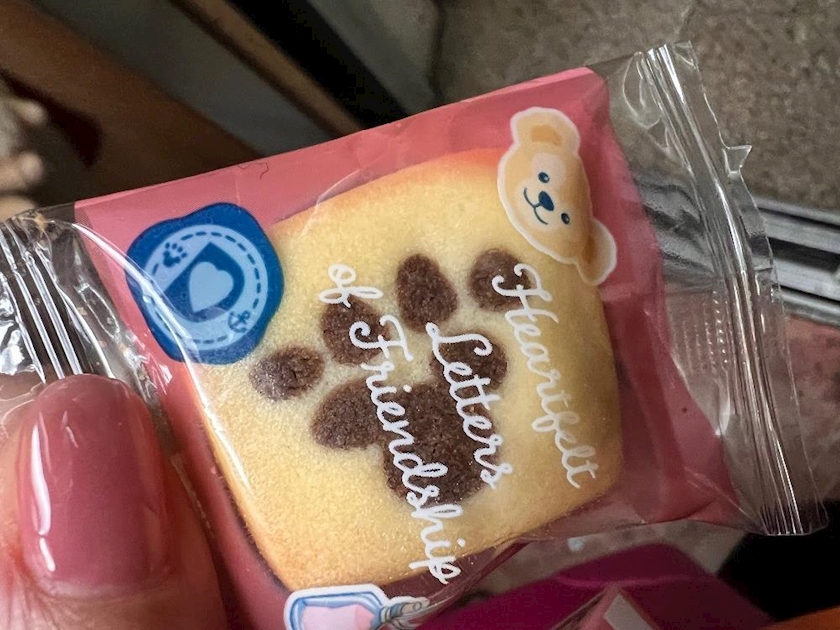 Heartfelt
Letters
of Friendship